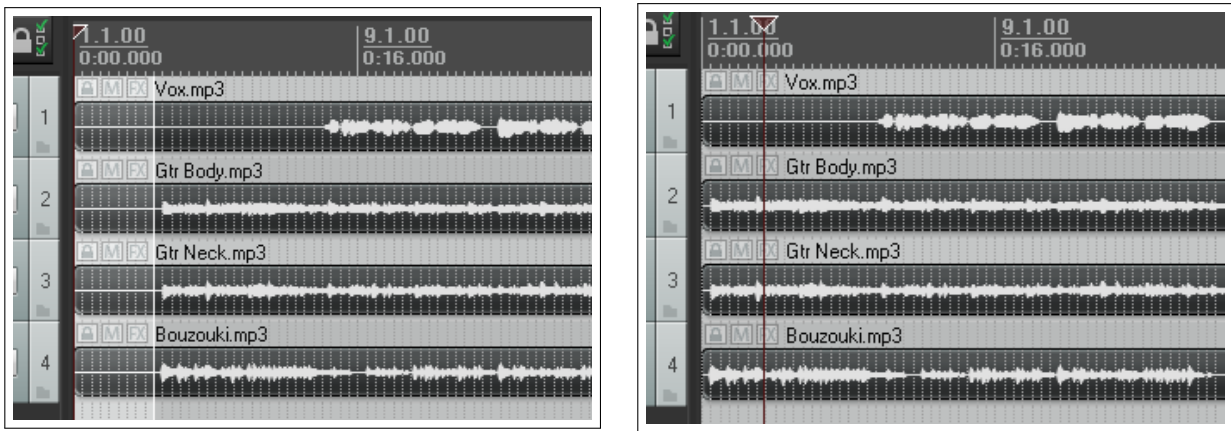 1.1.00 9.1.00
0:00.000 0:16.000
M FX Vox.mp3
1
M FX Gtr Body.mp3
2
M FX Gtr Neck.mp3
3
M FX Bouzouki.mp3
4
1.1.00 9.1.00
0:00.000 0:16.000
M FX Vox.mp3
1
M FX Gtr Body.mp3
2
M FX Gtr Neck.mp3
3
M FX Bouzouki.mp3
4